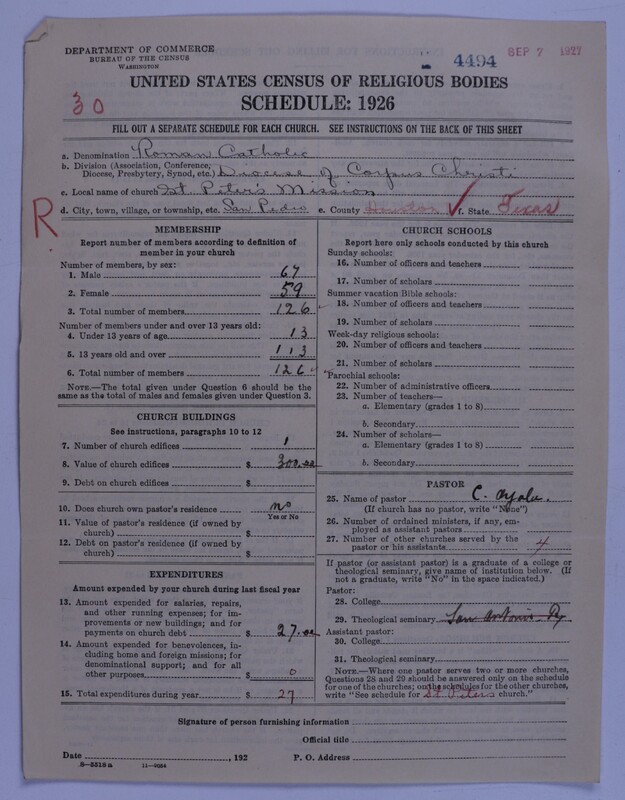 DEPARTMENT OF COMMERCE
BUREAU OF THE CENSUS
WASHINGTON
4494
SEP 7 1927
UNITED STATES CENSUS OF RELIGIOUS BODIES
30
SCHEDULE: 1926
FILL OUT A SEPARATE SCHEDULE FOR EACH CHURCH. SEE INSTRUCTIONS ON THE BACK OF THIS SHEET
a. Denomination Roman Catholic
b. Division (Association, Conference, Diocese, Presbytery, Synod, etc.) Diocese of Corpus Christi
c. Local name of church St Peter's Mission
R
d. City, town, village, or township, etc. San Pedro e. County f. State Texas
MEMBERSHIP
Report number of members according to definition of
member in your church
Number of members, by sex:
1. Male 67
2. Female 59
3. Total number of members 126
Number of members under and over 13 years old:
4. Under 13 years of age 13
5. 13 years old and over 113
6. Total number of members 126
NOTE.—The total given under Question 6 should be the
same as the total of males and females given under Question 3.
CHURCH BUILDINGS
See instructions, paragraphs 10 to 12
7. Number of church edifices 1
8. Value of church edifices $ 300.00
9. Debt on church edifices $
10. Does church own pastor's residence no
Yes or No
11. Value of pastor's residence (if owned by
church) $
12. Debt on pastor's residence (if owned by
church) $
EXPENDITURES
Amount expended by your church during last fiscal year
13. Amount expended for salaries, repairs,
and other running expenses; for im-
provements or new buildings; and for
payments on church debt $ 27.00
14. Amount expended for benevolences, in-
cluding home and foreign missions; for
denominational support; and for all
other purposes $ 0
15. Total expenditures during year $ 27
CHURCH SCHOOLS
Report here only schools conducted by this church
Sunday schools:
16. Number of officers and teachers
17. Number of scholars
Summer vacation Bible schools:
18. Number of officers and teachers
19. Number of scholars
Week-day religious schools:
20. Number of officers and teachers
21. Number of scholars
Parochial schools:
22. Number of administrative officers
23. Number of teachers—
a. Elementary (grades 1 to 8)
b. Secondary
24. Number of scholars—
a. Elementary (grades 1 to 8)
b. Secondary
PASTOR
25. Name of pastor C. Ayala.
(If church has no pastor, write "None")
26. Number of ordained ministers, if any, em-
ployed as assistant pastors
27. Number of other churches served by the
pastor or his assistants 4
If pastor (or assistant pastor) is a graduate of a college or
theological seminary, give name of institution below. (If
not a graduate, write "No" in the space indicated.)
Pastor:
28. College
29. Theological seminary San Antonio
Assistant pastor:
30. College
31. Theological seminary
NOTE.—Where one pastor serves two or more churches,
Questions 28 and 29 should be answered only on the schedule
for one of the churches; on the schedules for the other churches,
write "See schedule for St Peters church."
Signature of person furnishing information
Official title
Date , 192 P. O. Address
8-5310a 11-9284